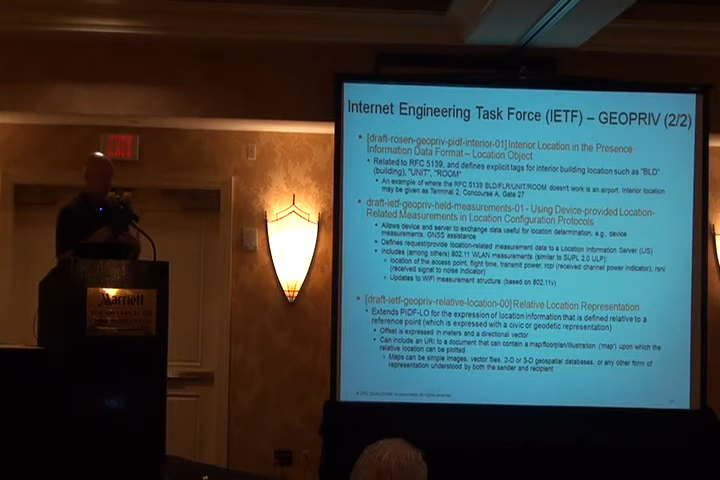 EXIT
Marriott
Internet Engineering Task Force (IETF) – GEOPRIV (2/2)
[draft-rosen-geopriv-pidf-interior-01] Interior Location in the Presence
Information Data Format – Location Object
Related to RFC 5139, and defines explicit tags for interior building location such as "BLD"
(building), "UNIT", "ROOM"
An example of where the RFC 5139 BLD/FLR/UNIT/ROOM doesn't work is an airport. Interior location
may be given as Terminal 2, Concourse A, Gate 27
draft-ietf-geopriv-held-measurements-01 - Using Device-provided Location-
Related Measurements in Location Configuration Protocols
Allows device and server to exchange data useful for location determination, e.g., device
measurements, GNSS assistance
Defines request/provide location-related measurement data to a Location Information Server (LIS)
Includes (among others) 802.11 WLAN measurements (similar to SUPL 2.0 ULP):
location of the access point, flight time, transmit power, rcpi (received channel power indicator), rsni
(received signal to noise indicator)
Updates to WiFi measurement structure (based on 802.11v)
[draft-ietf-geopriv-relative-location-00] Relative Location Representation
Extends PIDF-LO for the expression of location information that is defined relative to a
reference point (which is expressed with a civic or geodetic representation)
Offset is expressed in meters and a directional vector
Can include an URI to a document that can contain a map/floorplan/illustration ('map') upon which the
relative location can be plotted
Maps can be simple images, vector files, 2-D or 3-D geospatial databases, or any other form of
representation understood by both the sender and recipient